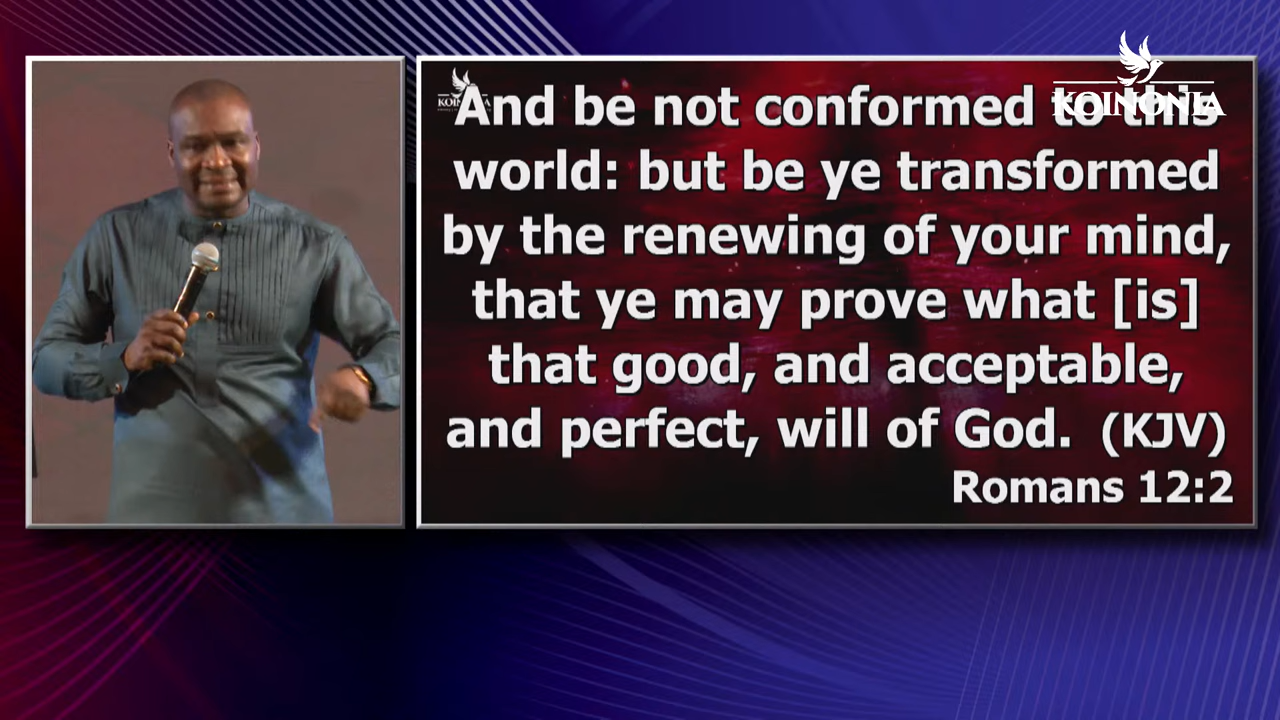 KOINONIA
KOINONIA
And be not conformed to this
world: but be ye transformed
by the renewing of your mind,
that ye may prove what [is]
that good, and acceptable,
and perfect, will of God. (KJV)
Romans 12:2